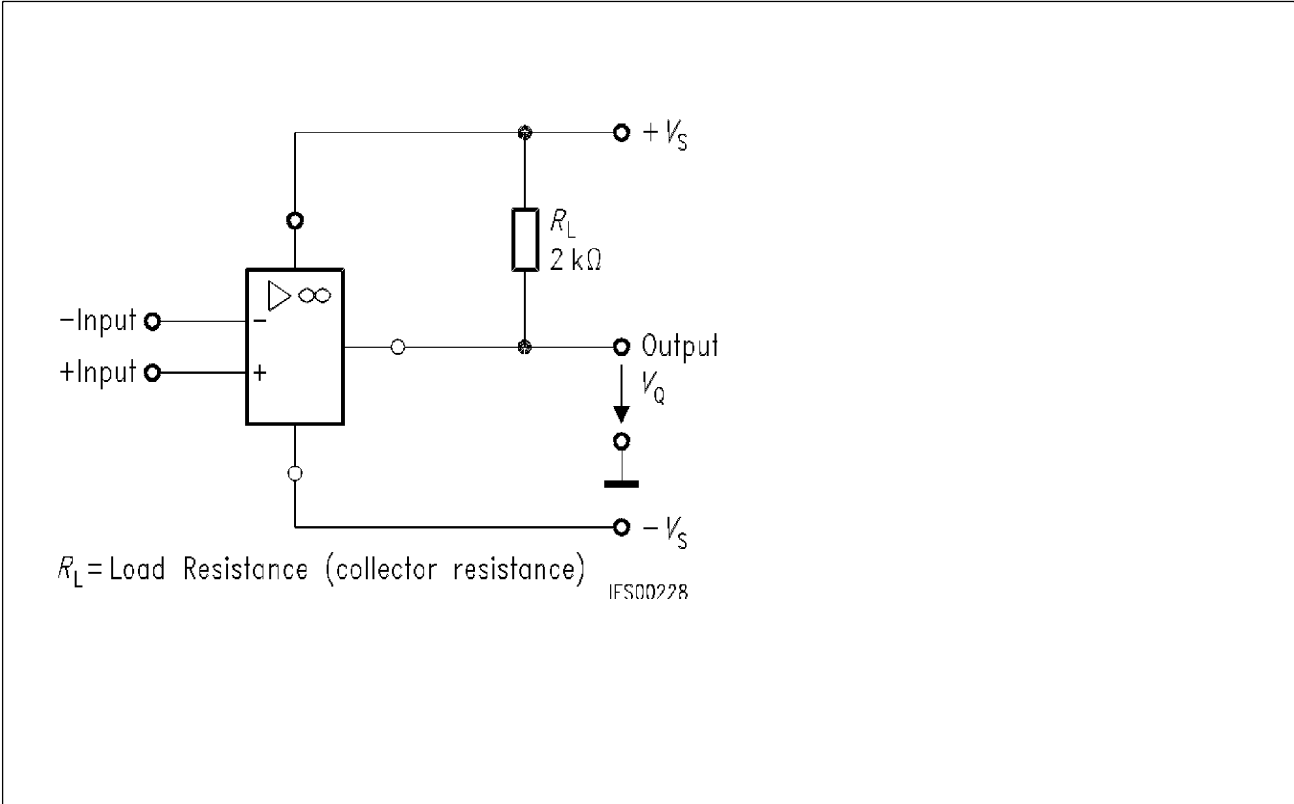 +VS
RL
2 kΩ
▷ ∞
-Input
-
Output
+Input
+
VQ
-VS
RL=Load Resistance (collector resistance)
IES00228